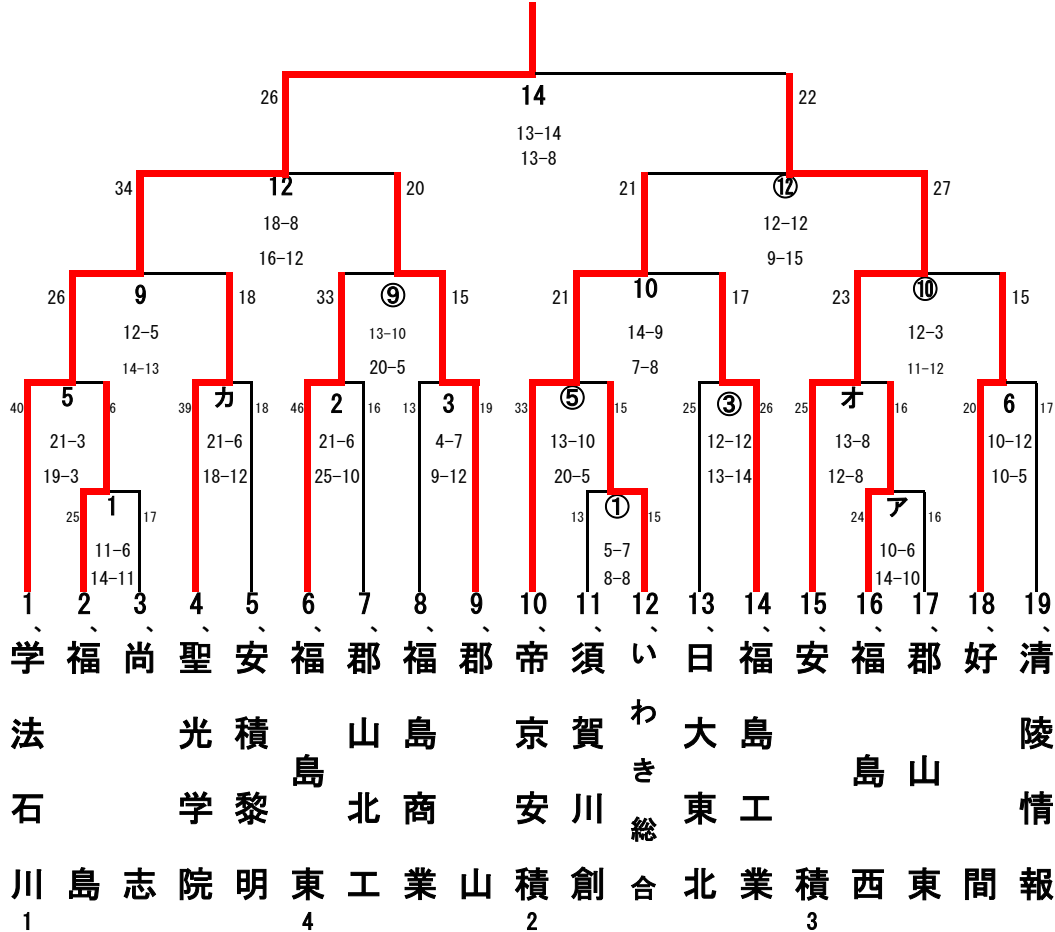 26 14 22
13-14
13-8
34 12 20 21 ⑫ 27
18-8 12-12
16-12 9-15
26 9 18 33 ⑨ 15 21 10 17 23 ⑩ 15
12-5 13-10 14-9 12-3
14-13 20-5 7-8 11-12
40 5 6 39 カ 18 46 2 16 13 3 19 33 ⑤ 15 25 ③ 26 25 オ 16 20 6 17
21-3 21-6 21-6 4-7 13-10 12-12 13-8 10-12
19-3 18-12 25-10 9-12 20-5 13-14 12-8 10-5
25 1 17 13 ① 15 24 ア 16
11-6 5-7 10-6
14-11 8-8 14-10
1、学法石川 1
2、福島
3、尚志
4、聖光学院
5、安積黎明
6、福島東 4
7、郡山北工
8、福島商業
9、郡山
10、帝京安積 2
11、須賀川創
12、いわき総合
13、日大東北
14、福島工業
15、安積 3
16、福島西
17、郡山東
18、好間
19、清陵情報